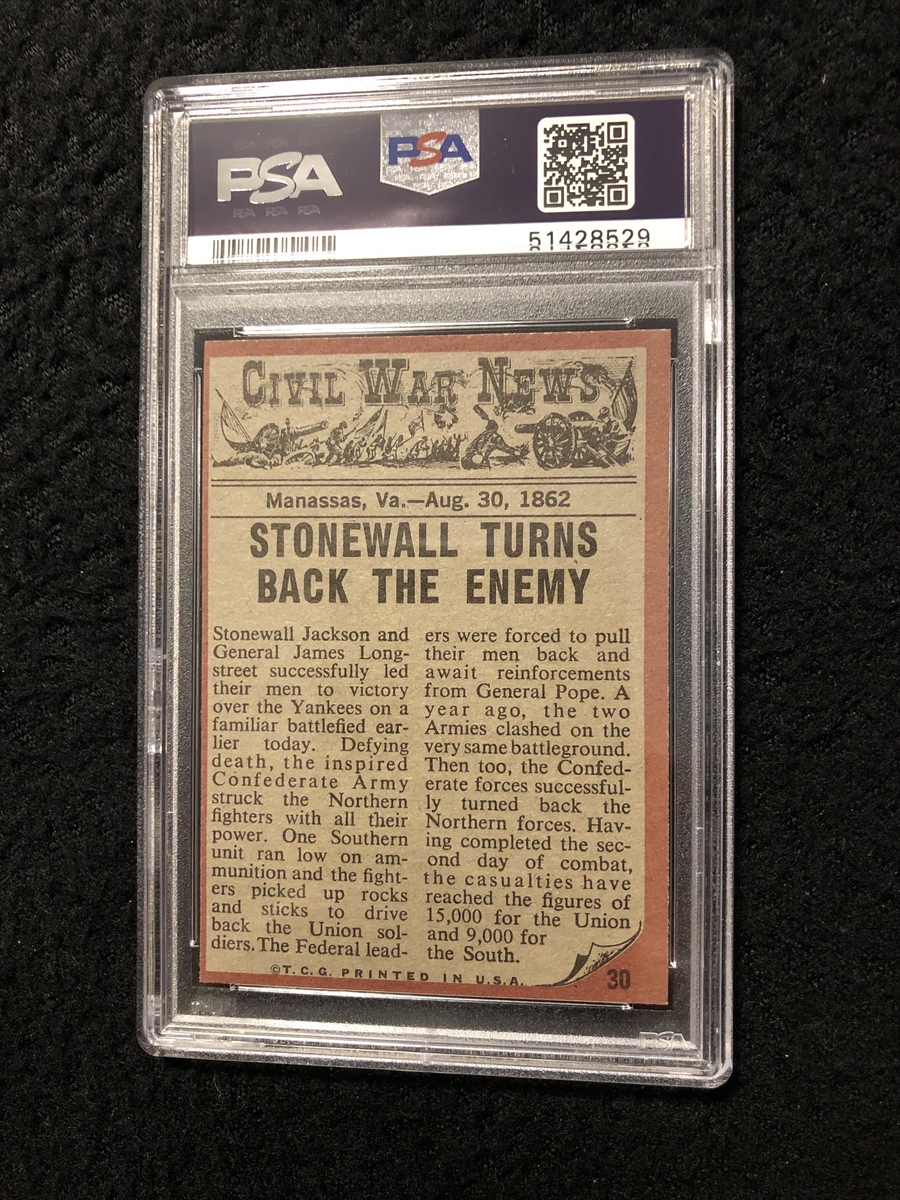 PSA
PSA
PSA PSA PSA
51428529
CIVIL WAR NEWS
Manassas, Va.—Aug. 30, 1862
STONEWALL TURNS
BACK THE ENEMY
Stonewall Jackson and
General James Long-
street successfully led
their men to victory
over the Yankees on a
familiar battlefied ear-
lier today. Defying
death, the inspired
Confederate Army
struck the Northern
fighters with all their
power. One Southern
unit ran low on am-
munition and the fight-
ers picked up rocks
and sticks to drive
back the Union sol-
diers. The Federal lead-
ers were forced to pull
their men back and
await reinforcements
from General Pope. A
year ago, the two
Armies clashed on the
very same battleground.
Then too, the Confed-
erate forces successful-
ly turned back the
Northern forces. Hav-
ing completed the sec-
ond day of combat,
the casualties have
reached the figures of
15,000 for the Union
and 9,000 for
the South.
©T.C.G. PRINTED IN U.S.A.
30
PSA